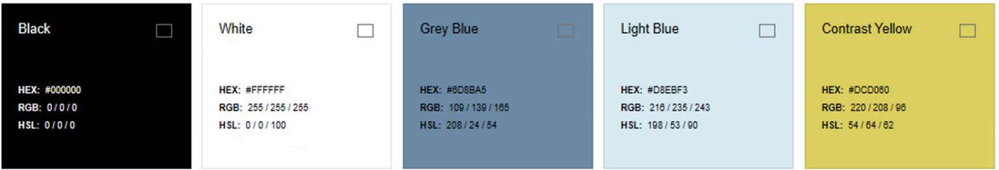 Black
HEX: #000000
RGB: 0 / 0 / 0
HSL: 0 / 0 / 0
White
HEX: #FFFFFF
RGB: 255 / 255 / 255
HSL: 0 / 0 / 100
Grey Blue
HEX: #6D8BA5
RGB: 109 / 139 / 165
HSL: 208 / 24 / 54
Light Blue
HEX: #D8EBF3
RGB: 216 / 235 / 243
HSL: 198 / 53 / 90
Contrast Yellow
HEX: #DCD060
RGB: 220 / 208 / 96
HSL: 54 / 64 / 62